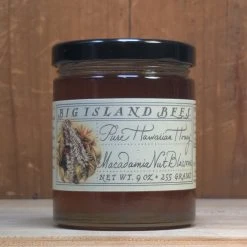 BIG ISLAND BEES
Pure Hawaiian Honey
Macadamia Nut Blossom
NET WT. 9 OZ • 255 GRAMS